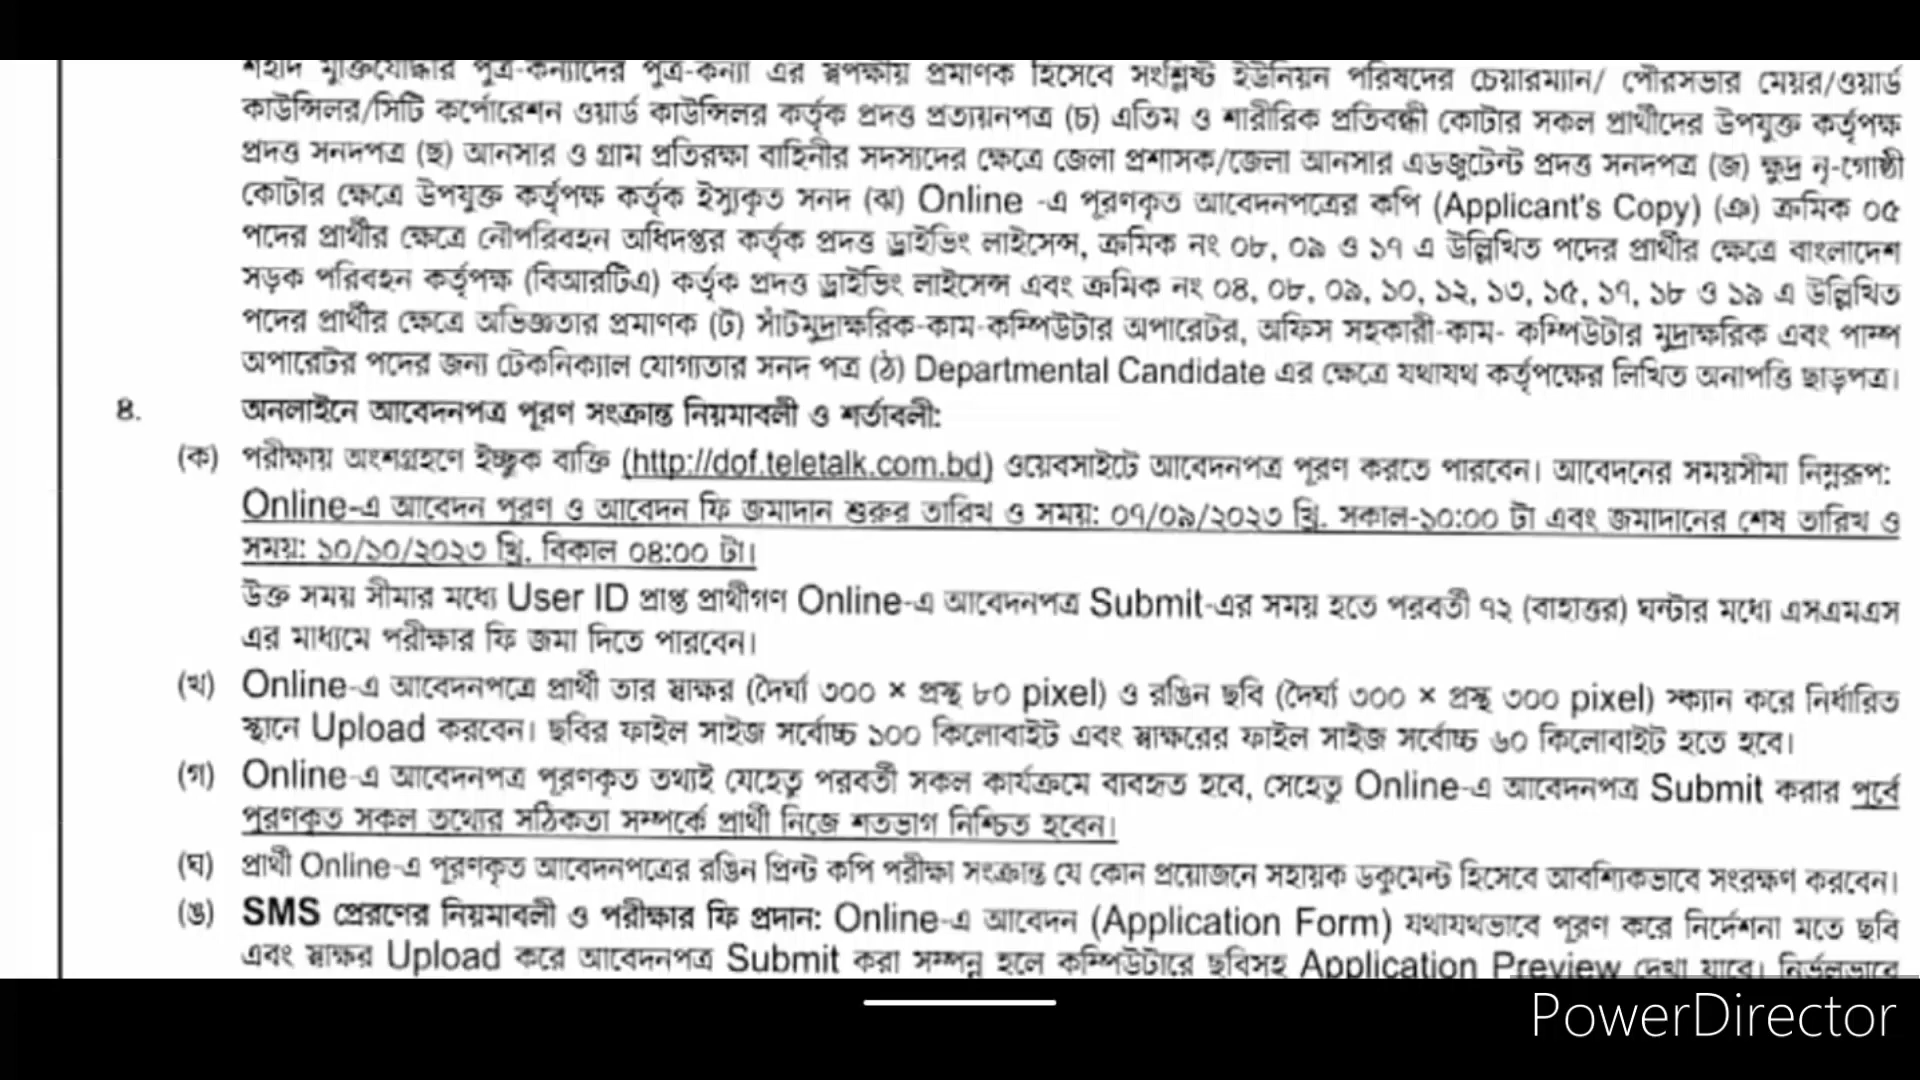 শহীদ মুক্তিযোদ্ধার পুত্র-কন্যাদের পুত্র-কন্যা এর স্বপক্ষীয় প্রমাণক হিসেবে সংশ্লিষ্ট ইউনিয়ন পরিষদের চেয়ারম্যান/ পৌরসভার মেয়র/ওয়ার্ড
কাউন্সিলর/সিটি কর্পোরেশন ওয়ার্ড কাউন্সিলর কর্তৃক প্রদত্ত প্রত্যয়নপত্র (চ) এতিম ও শারীরিক প্রতিবন্ধী কোটার সকল প্রার্থীদের উপযুক্ত কর্তৃপক্ষ
প্রদত্ত সনদপত্র (ছ) আনসার ও গ্রাম প্রতিরক্ষা বাহিনীর সদস্যদের ক্ষেত্রে জেলা প্রশাসক/জেলা আনসার এডজুটেন্ট প্রদত্ত সনদপত্র (জ) ক্ষুদ্র নৃ-গোষ্ঠী
কোটার ক্ষেত্রে উপযুক্ত কর্তৃপক্ষ কর্তৃক ইস্যুকৃত সনদ (ঝ) Online -এ পূরণকৃত আবেদনপত্রের কপি (Applicant's Copy) (ঞ) ক্রমিক ০৫
পদের প্রার্থীর ক্ষেত্রে নৌপরিবহন অধিদপ্তর কর্তৃক প্রদত্ত ড্রাইভিং লাইসেন্স, ক্রমিক নং ০৮, ০৯ ও ১৭ এ উল্লিখিত পদের প্রার্থীর ক্ষেত্রে বাংলাদেশ
সড়ক পরিবহন কর্তৃপক্ষ (বিআরটিএ) কর্তৃক প্রদত্ত ড্রাইভিং লাইসেন্স এবং ক্রমিক নং ০৪, ০৮, ০৯, ১০, ১২, ১৩, ১৫, ১৭, ১৮ ও ১৯ এ উল্লিখিত
পদের প্রার্থীর ক্ষেত্রে অভিজ্ঞতার প্রমাণক (ট) সাঁটমুদ্রাক্ষরিক-কাম-কম্পিউটার অপারেটর, অফিস সহকারী-কাম- কম্পিউটার মুদ্রাক্ষরিক এবং পাম্প
অপারেটর পদের জন্য টেকনিক্যাল যোগ্যতার সনদ পত্র (ঠ) Departmental Candidate এর ক্ষেত্রে যথাযথ কর্তৃপক্ষের লিখিত অনাপত্তি ছাড়পত্র।
৪. অনলাইনে আবেদনপত্র পূরণ সংক্রান্ত নিয়মাবলী ও শর্তাবলী:
(ক) পরীক্ষায় অংশগ্রহণে ইচ্ছুক ব্যক্তি (http://dof.teletalk.com.bd) ওয়েবসাইটে আবেদনপত্র পূরণ করতে পারবেন। আবেদনের সময়সীমা নিম্নরূপ:
Online-এ আবেদন পূরণ ও আবেদন ফি জমাদান শুরুর তারিখ ও সময়: ০৭/০৯/২০২৩ খ্রি. সকাল-১০:০০ টা এবং জমাদানের শেষ তারিখ ও
সময়: ১০/১০/২০২৩ খ্রি. বিকাল ০৪:০০ টা।
উক্ত সময় সীমার মধ্যে User ID প্রাপ্ত প্রার্থীগণ Online-এ আবেদনপত্র Submit-এর সময় হতে পরবর্তী ৭২ (বাহাত্তর) ঘন্টার মধ্যে এসএমএস
এর মাধ্যমে পরীক্ষার ফি জমা দিতে পারবেন।
(খ) Online-এ আবেদনপত্রে প্রার্থী তার স্বাক্ষর (দৈর্ঘ্য ৩০০ × প্রস্থ ৮০ pixel) ও রঙিন ছবি (দৈর্ঘ্য ৩০০ × প্রস্থ ৩০০ pixel) স্ক্যান করে নির্ধারিত
স্থানে Upload করবেন। ছবির ফাইল সাইজ সর্বোচ্চ ১০০ কিলোবাইট এবং স্বাক্ষরের ফাইল সাইজ সর্বোচ্চ ৬০ কিলোবাইট হতে হবে।
(গ) Online-এ আবেদনপত্র পূরণকৃত তথ্যই যেহেতু পরবর্তী সকল কার্যক্রমে ব্যবহৃত হবে, সেহেতু Online-এ আবেদনপত্র Submit করার পূর্বে
পূরণকৃত সকল তথ্যের সঠিকতা সম্পর্কে প্রার্থী নিজে শতভাগ নিশ্চিত হবেন।
(ঘ) প্রার্থী Online-এ পূরণকৃত আবেদনপত্রের রঙিন প্রিন্ট কপি পরীক্ষা সংক্রান্ত যে কোন প্রয়োজনে সহায়ক ডকুমেন্ট হিসেবে আবশ্যিকভাবে সংরক্ষণ করবেন।
(ঙ) SMS প্রেরণের নিয়মাবলী ও পরীক্ষার ফি প্রদান: Online-এ আবেদন (Application Form) যথাযথভাবে পূরণ করে নির্দেশনা মতে ছবি
এবং স্বাক্ষর Upload করে আবেদনপত্র Submit করা সম্পন্ন হলে কম্পিউটারে ছবিসহ Application Preview দেখা যাবে। নির্ভুলভাবে
PowerDirector